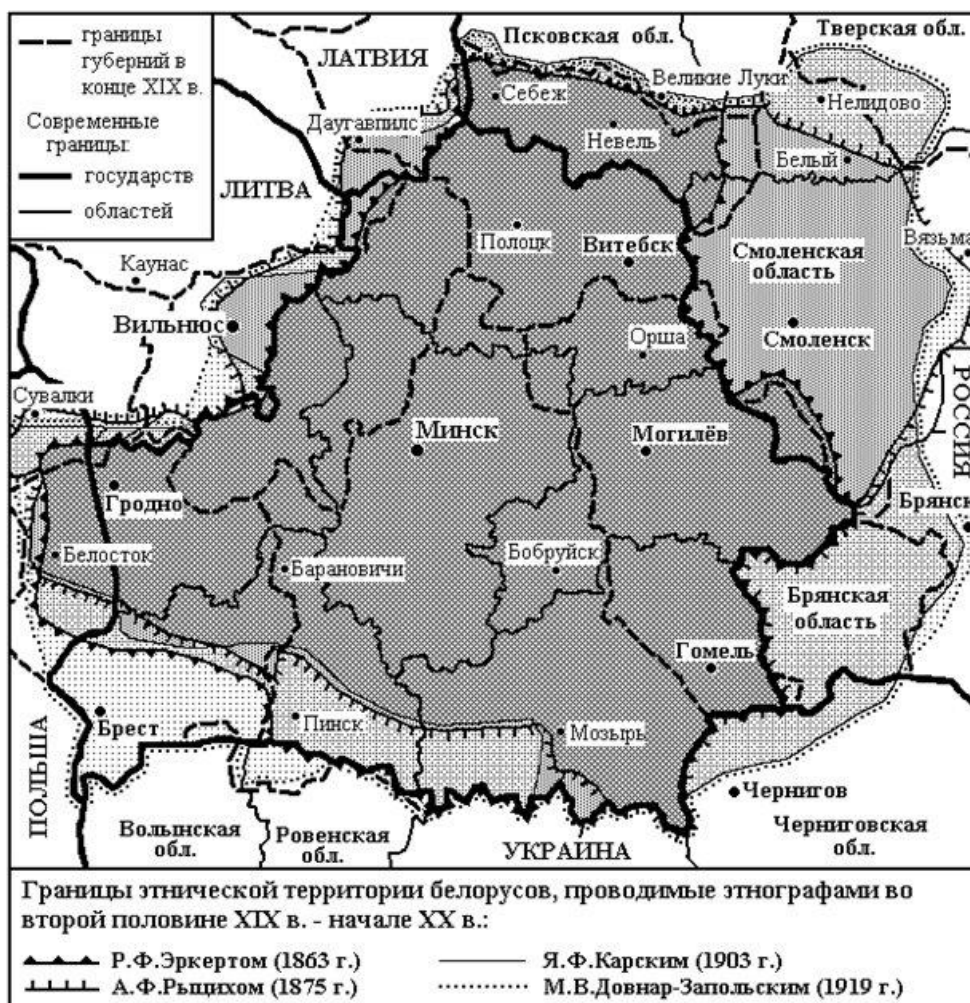 границы
губерний в
конце XIX в.
Современные
границы:
государств
областей
ЛАТВИЯ
Псковская обл.
Тверская обл.
Великие Луки
Себеж
Нелидово
Даугавпилс
Невель
Белый
ЛИТВА
Полоцк
Витебск
Смоленская
область
Вязьма
Каунас
Вильнюс
Орша
Смоленск
Сувалки
Минск
Могилёв
РОССИЯ
Гродно
Брянск
Белосток
Барановичи
Бобруйск
Брянская
область
Гомель
Брест
Пинск
Мозырь
ПОЛЬША
Чернигов
Волынская
обл.
Ровенская
обл.
УКРАИНА
Черниговская
обл.
Границы этнической территории белорусов, проводимые этнографами во
второй половине XIX в. - начале XX в.:
Р.Ф.Эркертом (1863 г.)
Я.Ф.Карским (1903 г.)
А.Ф.Рыщихом (1875 г.)
М.В.Довнар-Запольским (1919 г.)